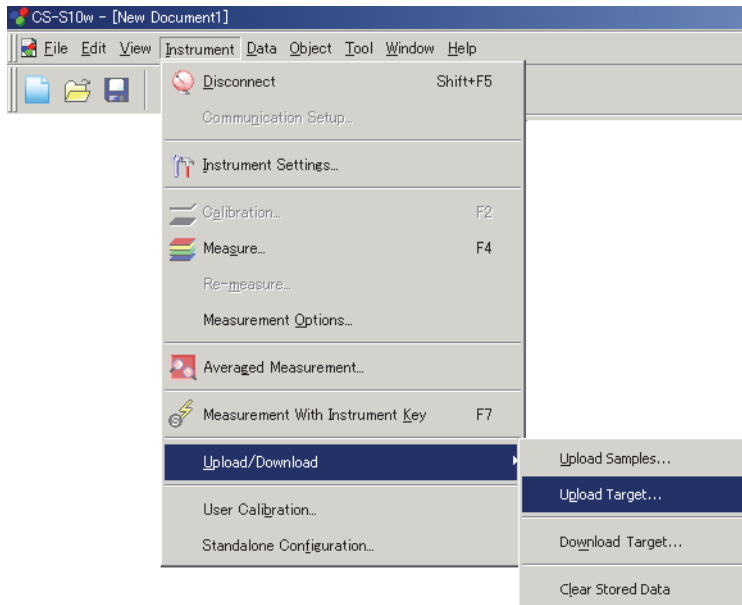 CS-S10w - [New Document1]
File Edit View Instrument Data Object Tool Window Help
Disconnect Shift+F5
Communication Setup...
Instrument Settings...
Calibration... F2
Measure... F4
Re-measure...
Measurement Options...
Averaged Measurement...
Measurement With Instrument Key F7
Upload/Download
Upload Samples...
Upload Target...
Download Target...
Clear Stored Data
User Calibration...
Standalone Configuration...